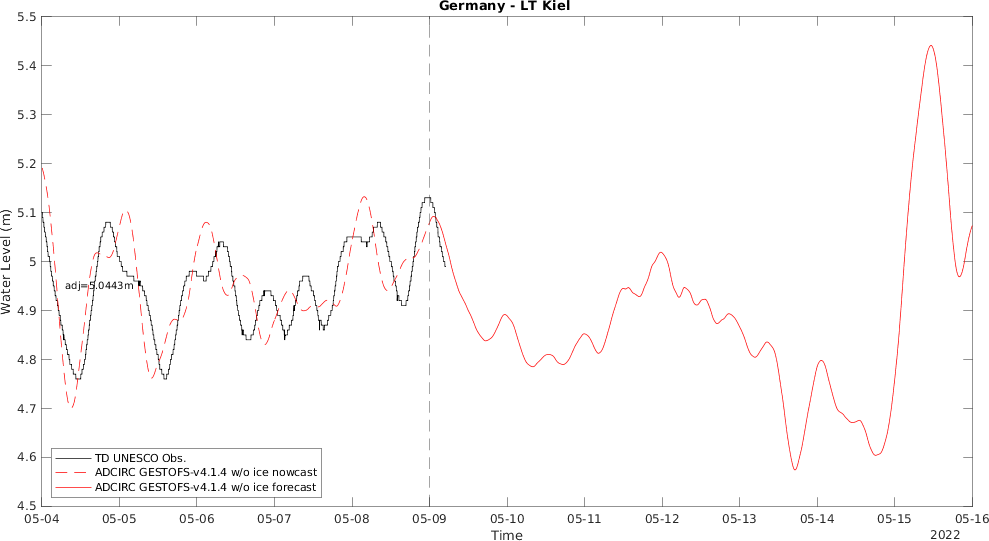 Germany - LT Kiel
5.5
5.4
5.3
5.2
5.1
5
4.9
4.8
4.7
4.6
4.5
Water Level (m)
adj=5.0443m
TD UNESCO Obs.
ADCIRC GESTOFS-v4.1.4 w/o ice nowcast
ADCIRC GESTOFS-v4.1.4 w/o ice forecast
05-04 05-05 05-06 05-07 05-08 05-09 05-10 05-11 05-12 05-13 05-14 05-15 05-16
Time
2022